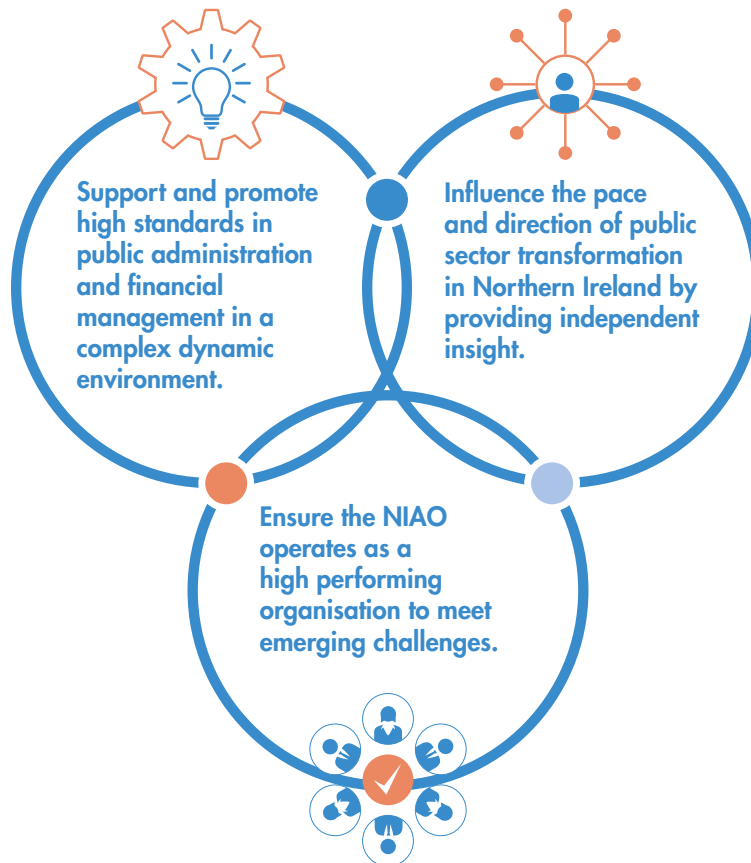 Support and promote
high standards in
public administration
and financial
management in a
complex dynamic
environment.
Influence the pace
and direction of public
sector transformation
in Northern Ireland by
providing independent
insight.
Ensure the NIAO
operates as a
high performing
organisation to meet
emerging challenges.